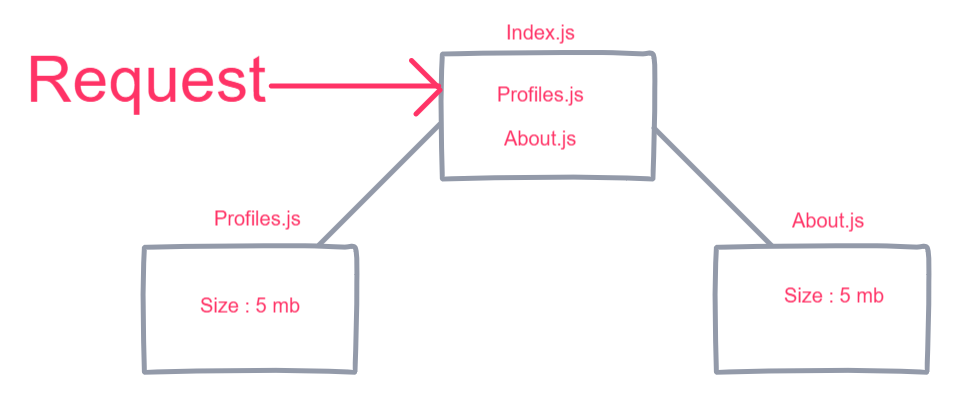 Index.js
Request
Profiles.js
About.js
Profiles.js
About.js
Size : 5 mb
Size : 5 mb